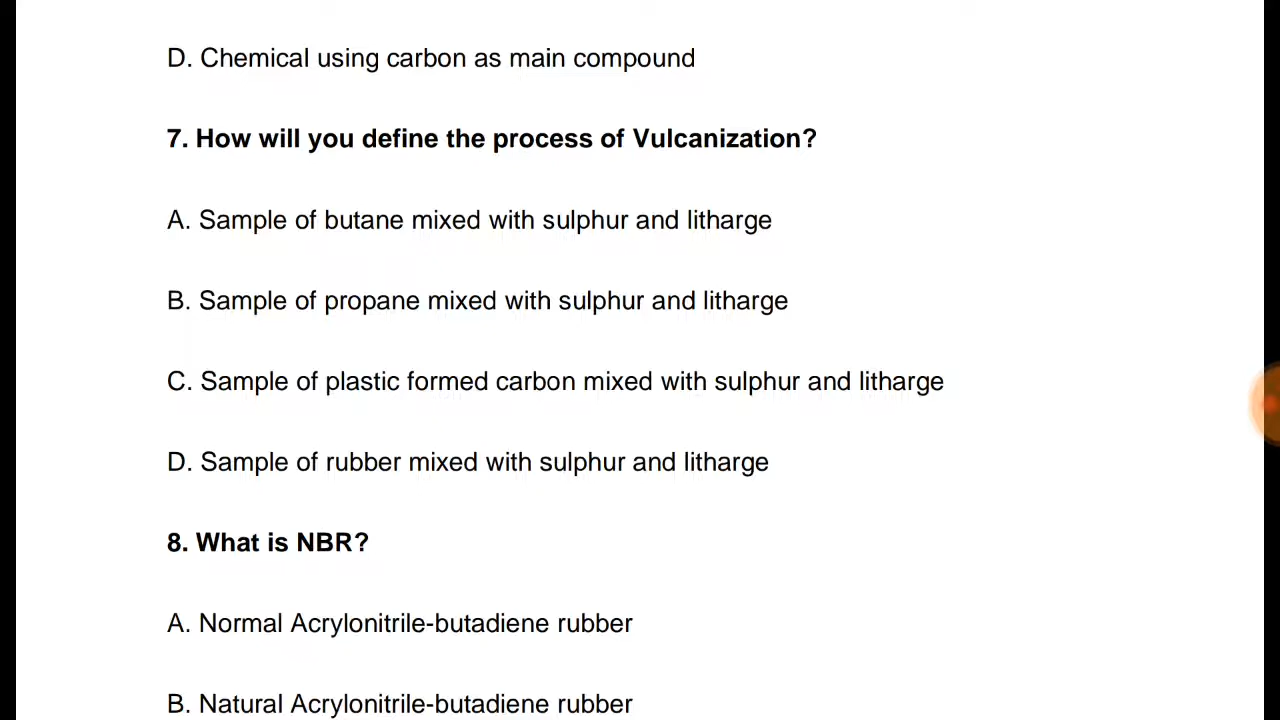 D. Chemical using carbon as main compound
7. How will you define the process of Vulcanization?
A. Sample of butane mixed with sulphur and litharge
B. Sample of propane mixed with sulphur and litharge
C. Sample of plastic formed carbon mixed with sulphur and litharge
D. Sample of rubber mixed with sulphur and litharge
8. What is NBR?
A. Normal Acrylonitrile-butadiene rubber
B. Natural Acrylonitrile-butadiene rubber